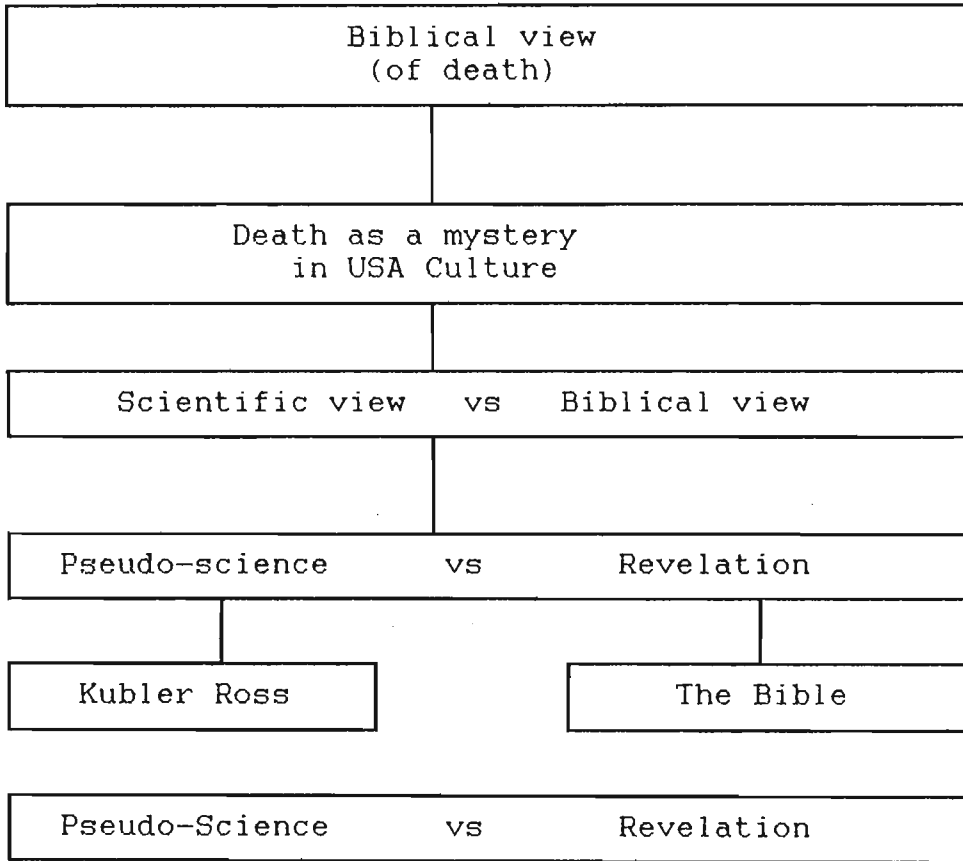 Biblical view
(of death)
Death as a mystery
in USA Culture
Scientific view vs Biblical view
Pseudo-science vs Revelation
Kubler Ross
The Bible
Pseudo-Science vs Revelation